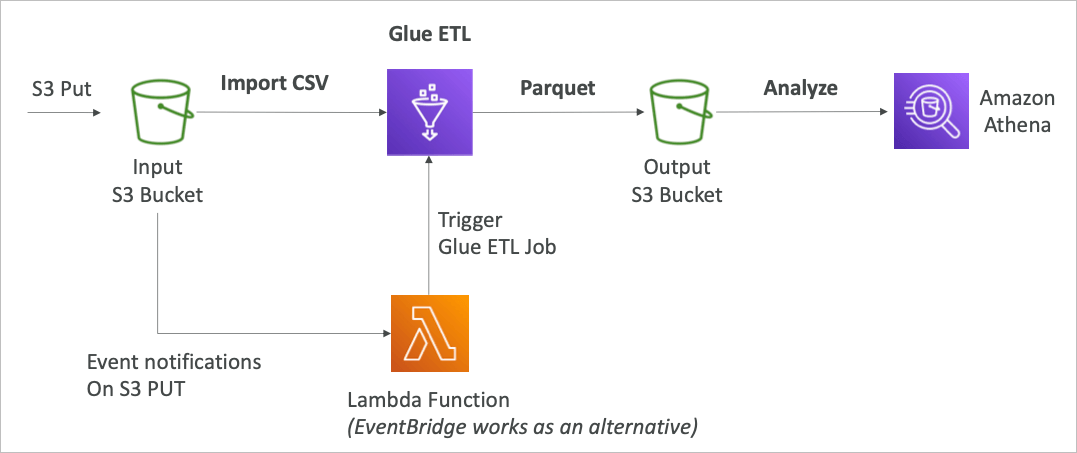 Glue ETL
S3 Put
Import CSV
Parquet
Analyze
Amazon
Athena
Input
S3 Bucket
Output
S3 Bucket
Trigger
Glue ETL Job
Event notifications
On S3 PUT
Lambda Function
(EventBridge works as an alternative)